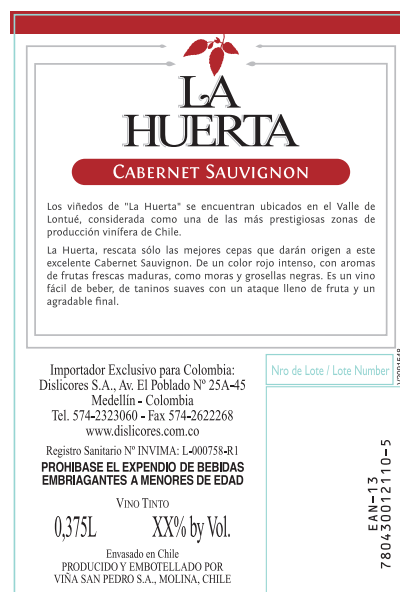 LA
HUERTA
CABERNET SAUVIGNON
Los viñedos de "La Huerta" se encuentran ubicados en el Valle de
Lontué, considerada como una de las más prestigiosas zonas de
producción vinífera de Chile.
La Huerta, rescata sólo las mejores cepas que darán origen a este
excelente Cabernet Sauvignon. De un color rojo intenso, con aromas
de frutas frescas maduras, como moras y grosellas negras. Es un vino
fácil de beber, de taninos suaves con un ataque lleno de fruta y un
agradable final.
Importador Exclusivo para Colombia:
Dislicores S.A., Av. El Poblado Nº 25A-45
Medellín - Colombia
Tel. 574-2323060 - Fax 574-2622268
www.dislicores.com.co
Registro Sanitario Nº INVIMA: L-000758-R1
PROHIBASE EL EXPENDIO DE BEBIDAS
EMBRIAGANTES A MENORES DE EDAD
VINO TINTO
0,375L XX% by Vol.
Envasado en Chile
PRODUCIDO Y EMBOTELLADO POR
VIÑA SAN PEDRO S.A., MOLINA, CHILE
Nro de Lote / Lote Number
EAN-13
780430012110-5